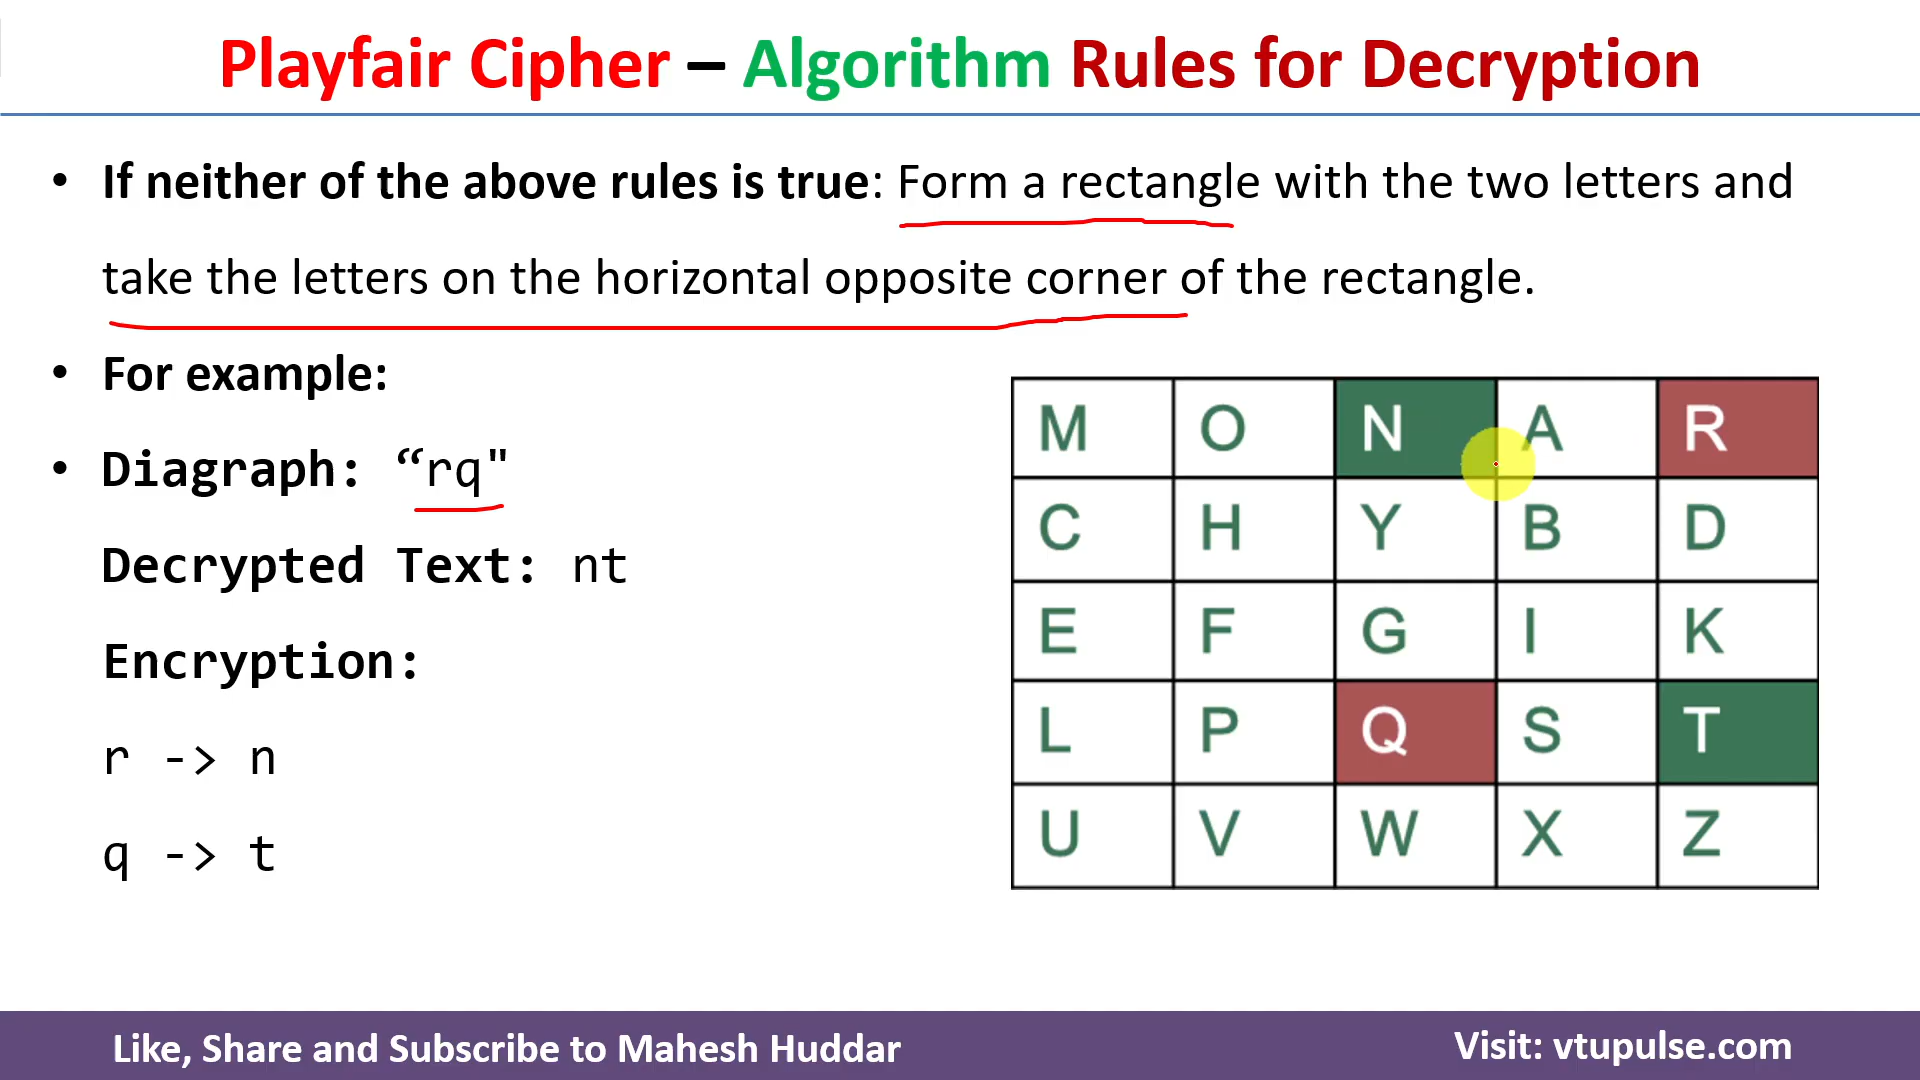 Playfair Cipher – Algorithm Rules for Decryption
• If neither of the above rules is true: Form a rectangle with the two letters and
take the letters on the horizontal opposite corner of the rectangle.
• For example:
• Diagraph: “rq"
Decrypted Text: nt
Encryption:
r -> n
q -> t
M O N A R
C H Y B D
E F G I K
L P Q S T
U V W X Z
Like, Share and Subscribe to Mahesh Huddar
Visit: vtupulse.com